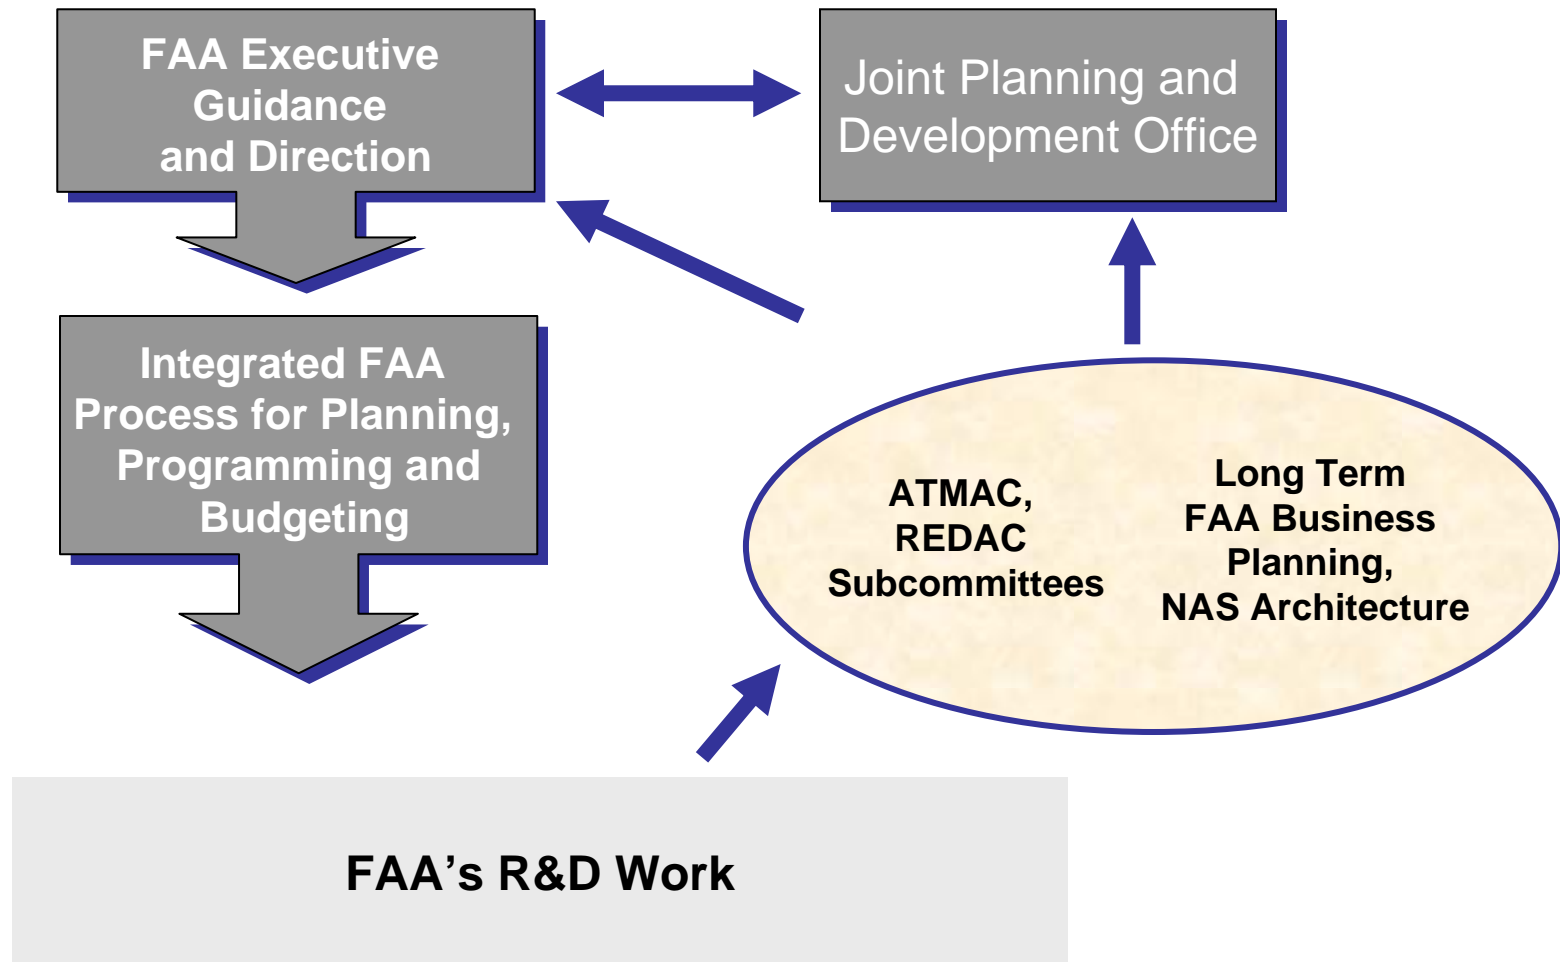 FAA Executive
Guidance
and Direction
Joint Planning and
Development Office
Integrated FAA
Process for Planning,
Programming and
Budgeting
ATMAC,
REDAC
Subcommittees
Long Term
FAA Business
Planning,
NAS Architecture
FAA’s R&D Work